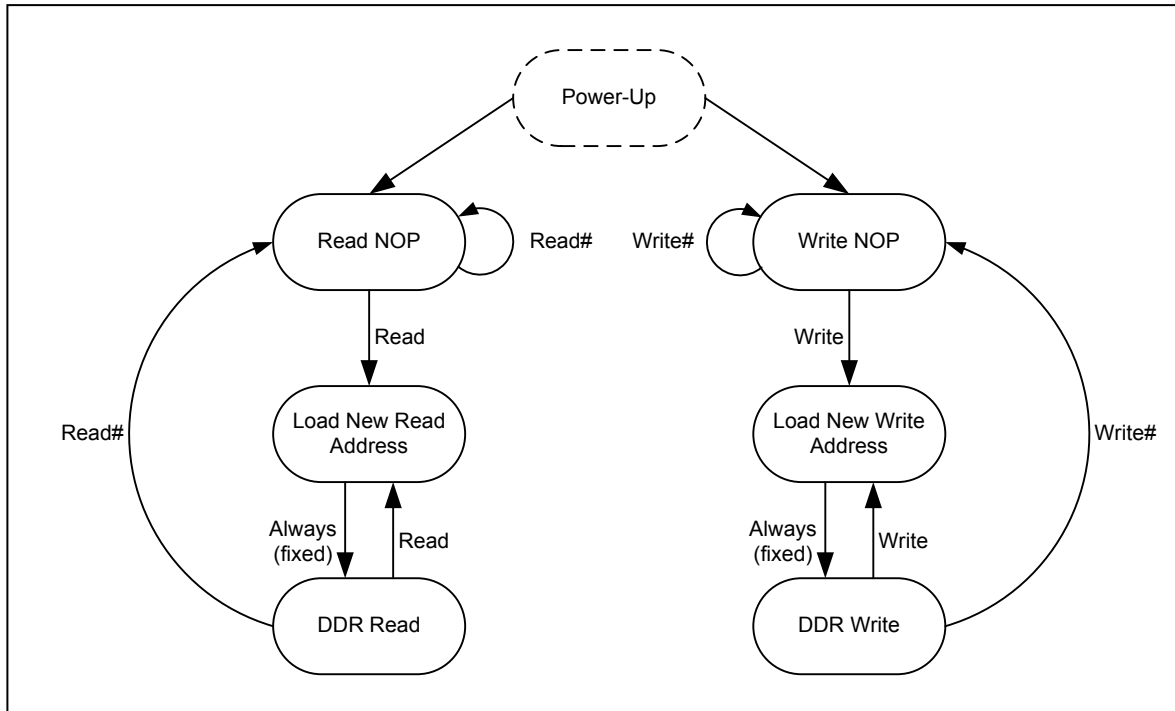 Power-Up
Read NOP
Read#
Write#
Write NOP
Read
Write
Load New Read
Address
Load New Write
Address
Read#
Write#
Always
(fixed)
Read
Always
(fixed)
Write
DDR Read
DDR Write